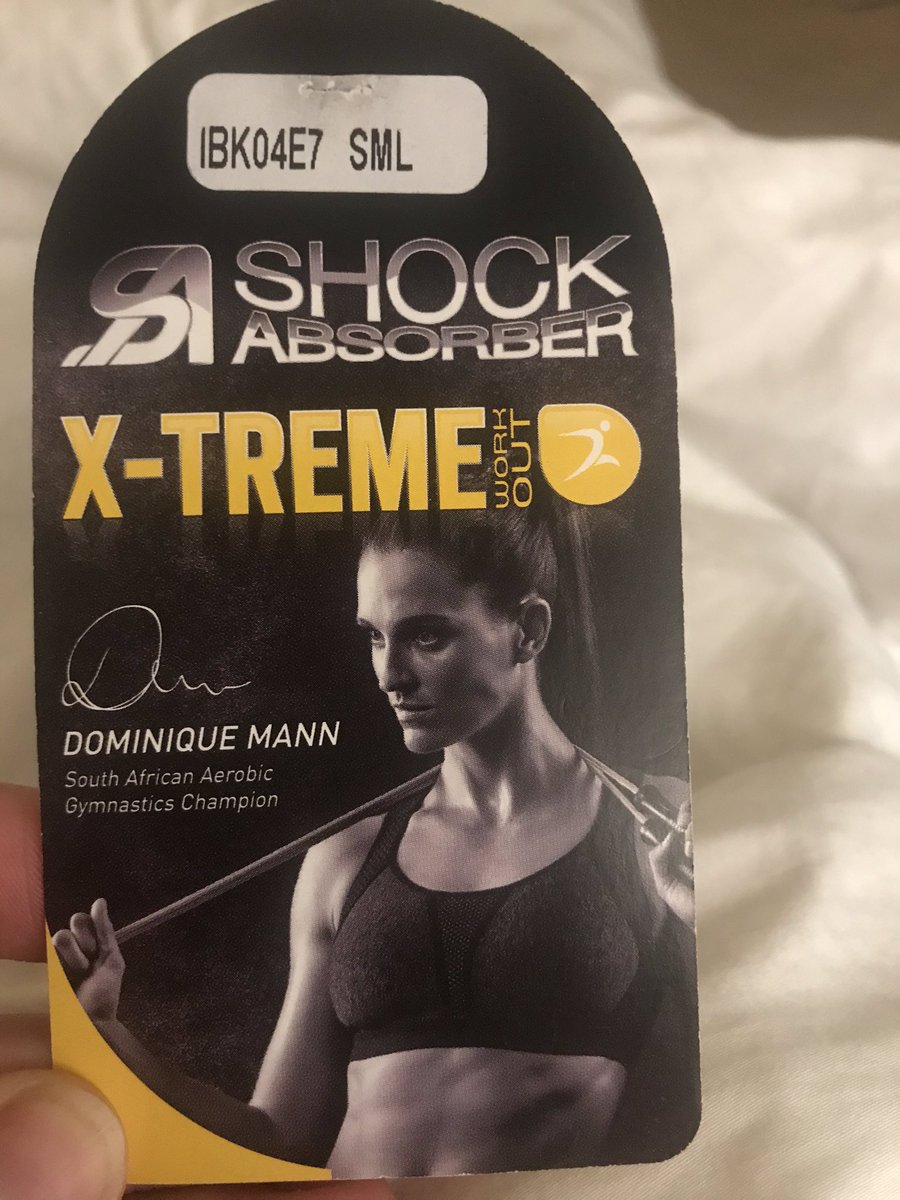 IBK04E7 SML
SHOCK
ABSORBER
X-TREME
WORK
OUT
DOMINIQUE MANN
South African Aerobic
Gymnastics Champion